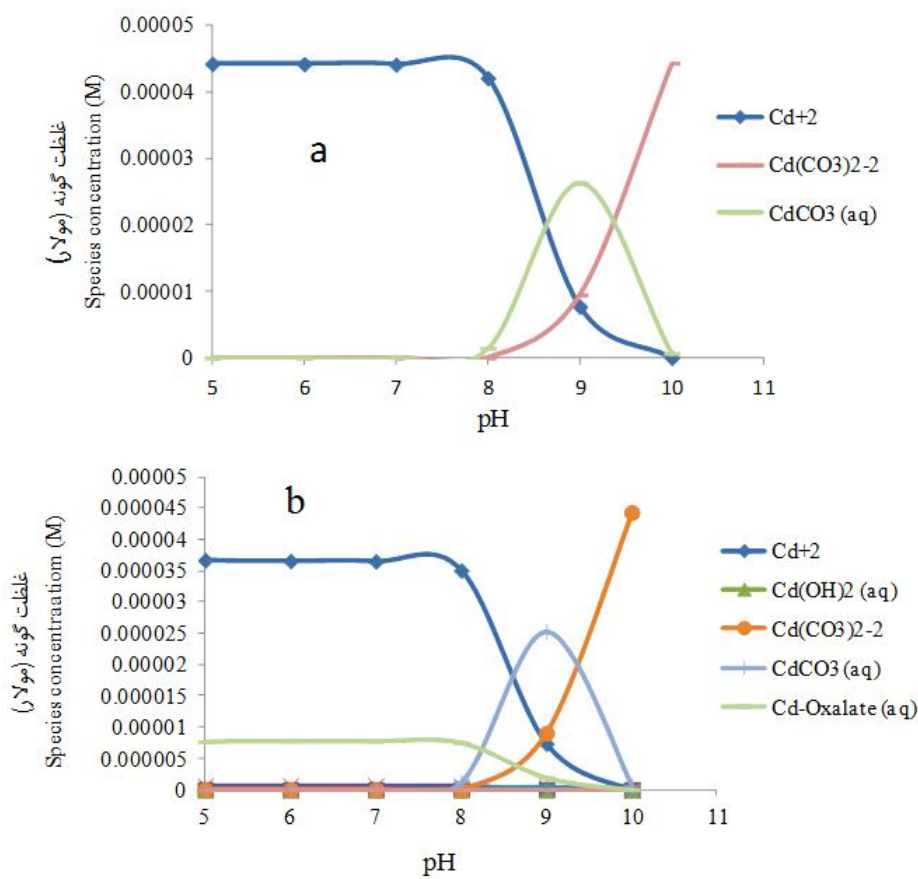 0.00005
0.00004
0.00003
0.00002
0.00001
0
غلظت گونه (مولار)
Species concentration (M)
a
5 6 7 8 9 10 11
pH
Cd+2
Cd(CO3)2-2
CdCO3 (aq)
0.00005
0.000045
0.00004
0.000035
0.00003
0.000025
0.00002
0.000015
0.00001
0.000005
0
غلظت گونه (مولار)
Species concentraatiom (M)
b
5 6 7 8 9 10 11
pH
Cd+2
Cd(OH)2 (aq)
Cd(CO3)2-2
CdCO3 (aq)
Cd-Oxalate (aq)